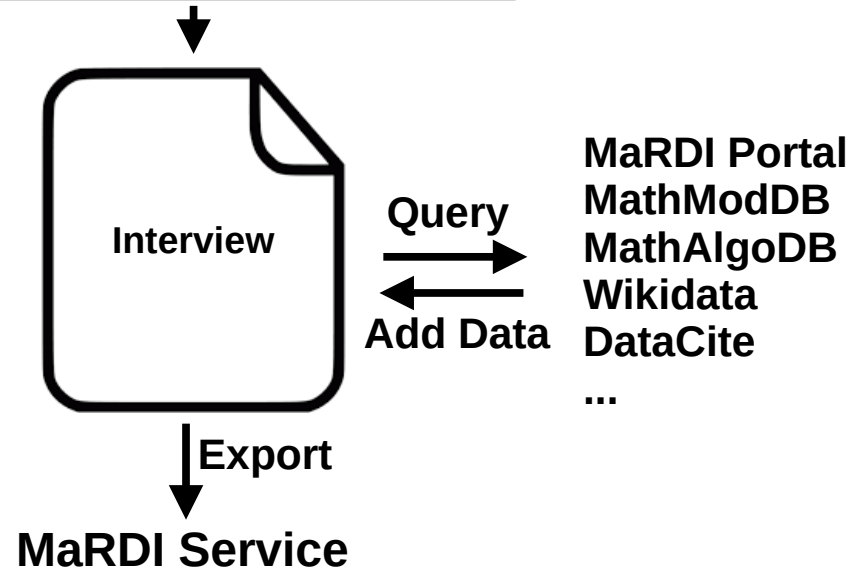 Interview
Query
Add Data
MaRDI Portal
MathModDB
MathAlgoDB
Wikidata
DataCite
...
Export
MaRDI Service